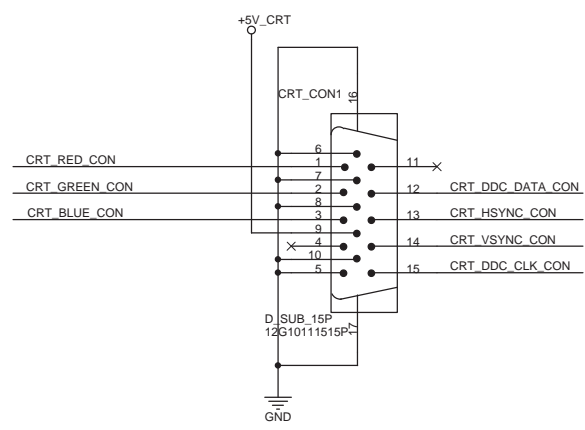 +5V_CRT
CRT_CON1
16
6
CRT_RED_CON
1
11
7
CRT_GREEN_CON
2
12
CRT_DDC_DATA_CON
8
CRT_BLUE_CON
3
13
CRT_HSYNC_CON
9
4
14
CRT_VSYNC_CON
10
5
15
CRT_DDC_CLK_CON
D_SUB_15P
12G10111515P
17
GND